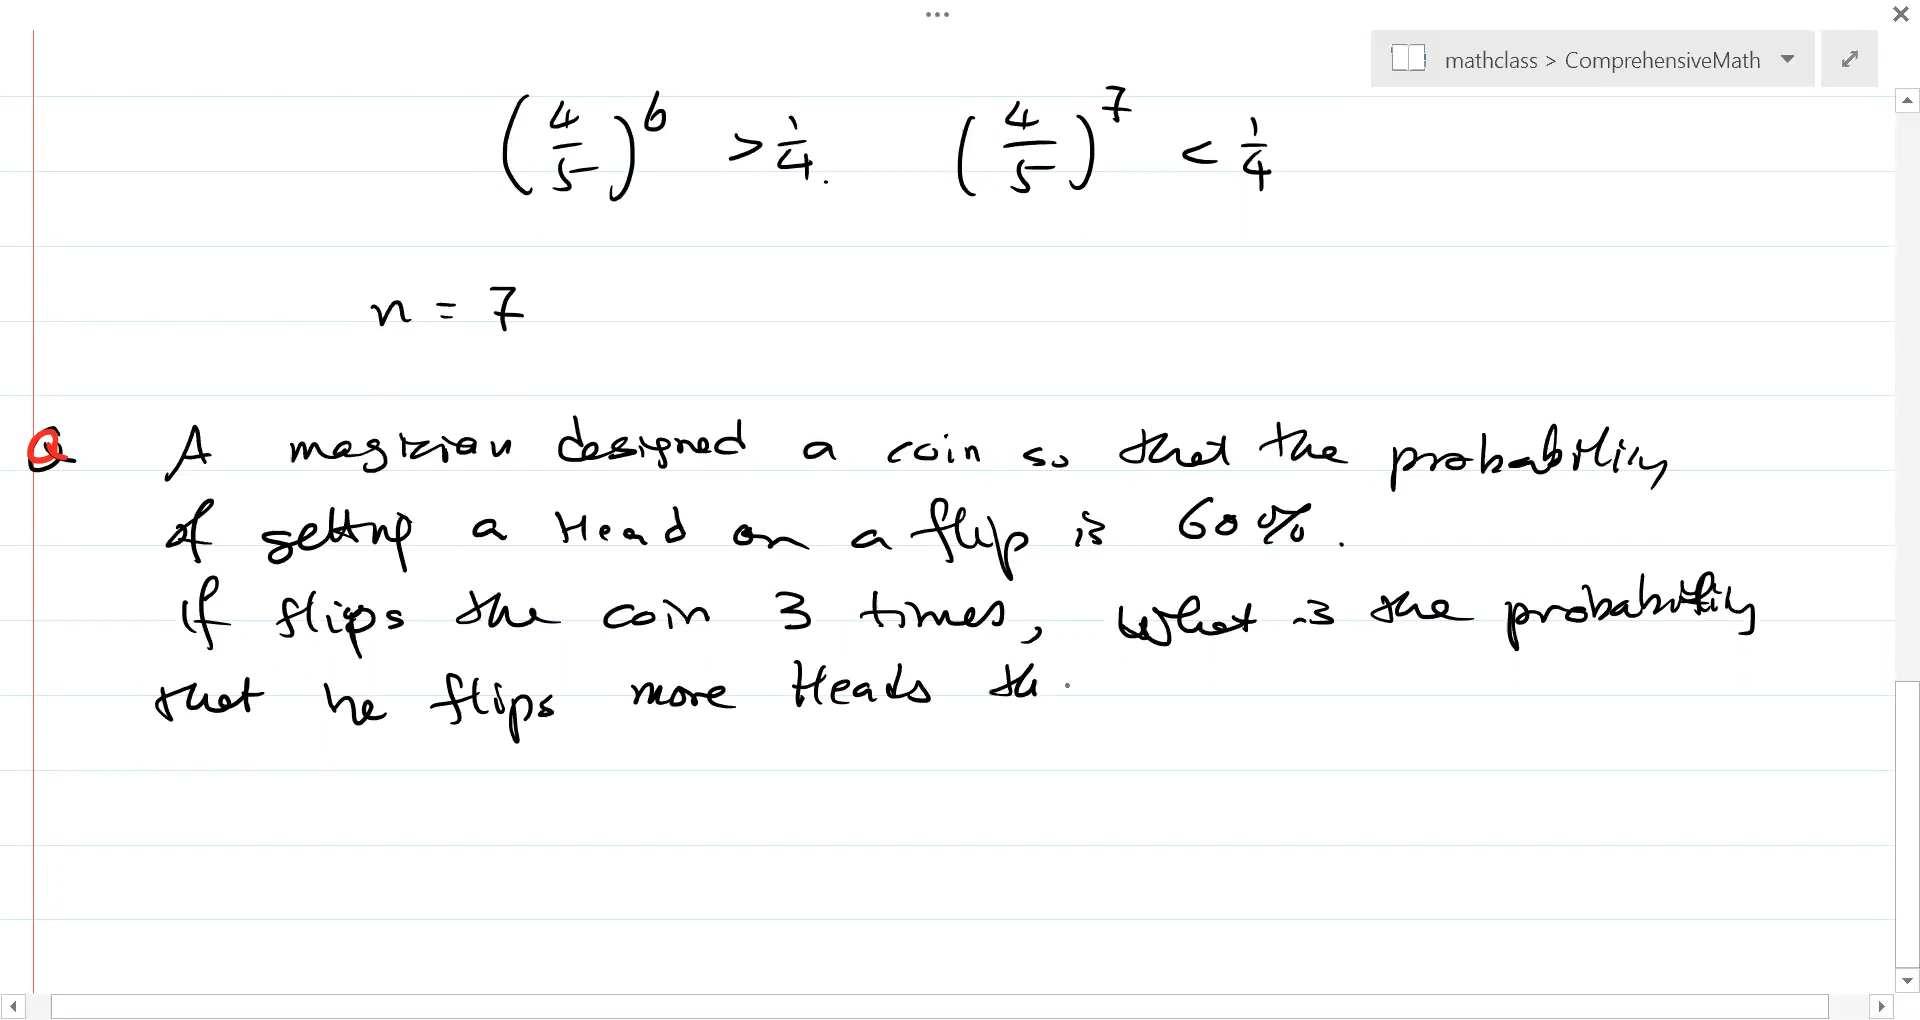 mathclass > ComprehensiveMath
(4/5)^6 > 1/4. (4/5)^7 < 1/4
n = 7
Q A magician designed a coin so that the probability
of getting a Head on a flip is 60%.
if flips the coin 3 times, what is the probability
that he flips more Heads th